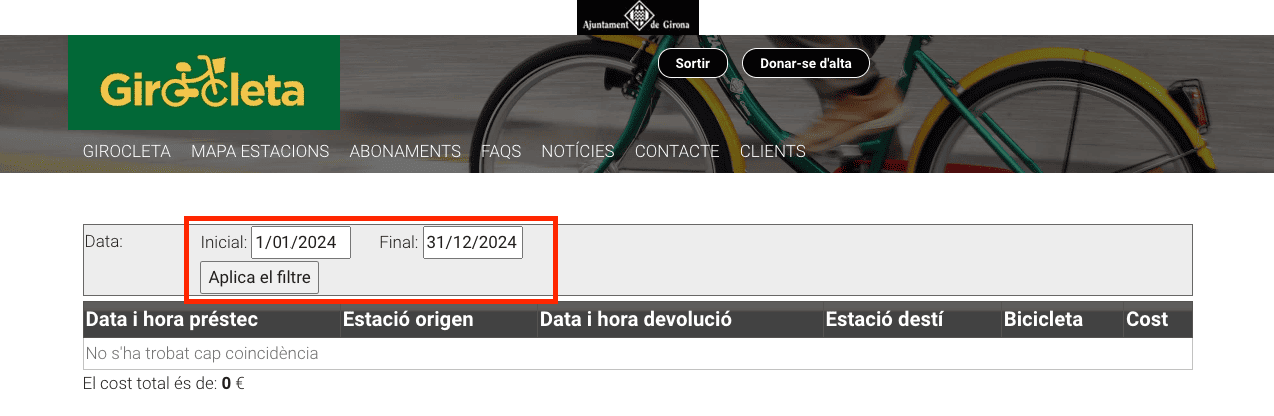 Ajuntament de Girona
Girocleta
Sortir Donar-se d'alta
GIROCLETA MAPA ESTACIONS ABONAMENTS FAQS NOTÍCIES CONTACTE CLIENTS
Data: Inicial: 1/01/2024 Final: 31/12/2024
Aplica el filtre
Data i hora préstec Estació origen Data i hora devolució Estació destí Bicicleta Cost
No s'ha trobat cap coincidència
El cost total és de: 0 €